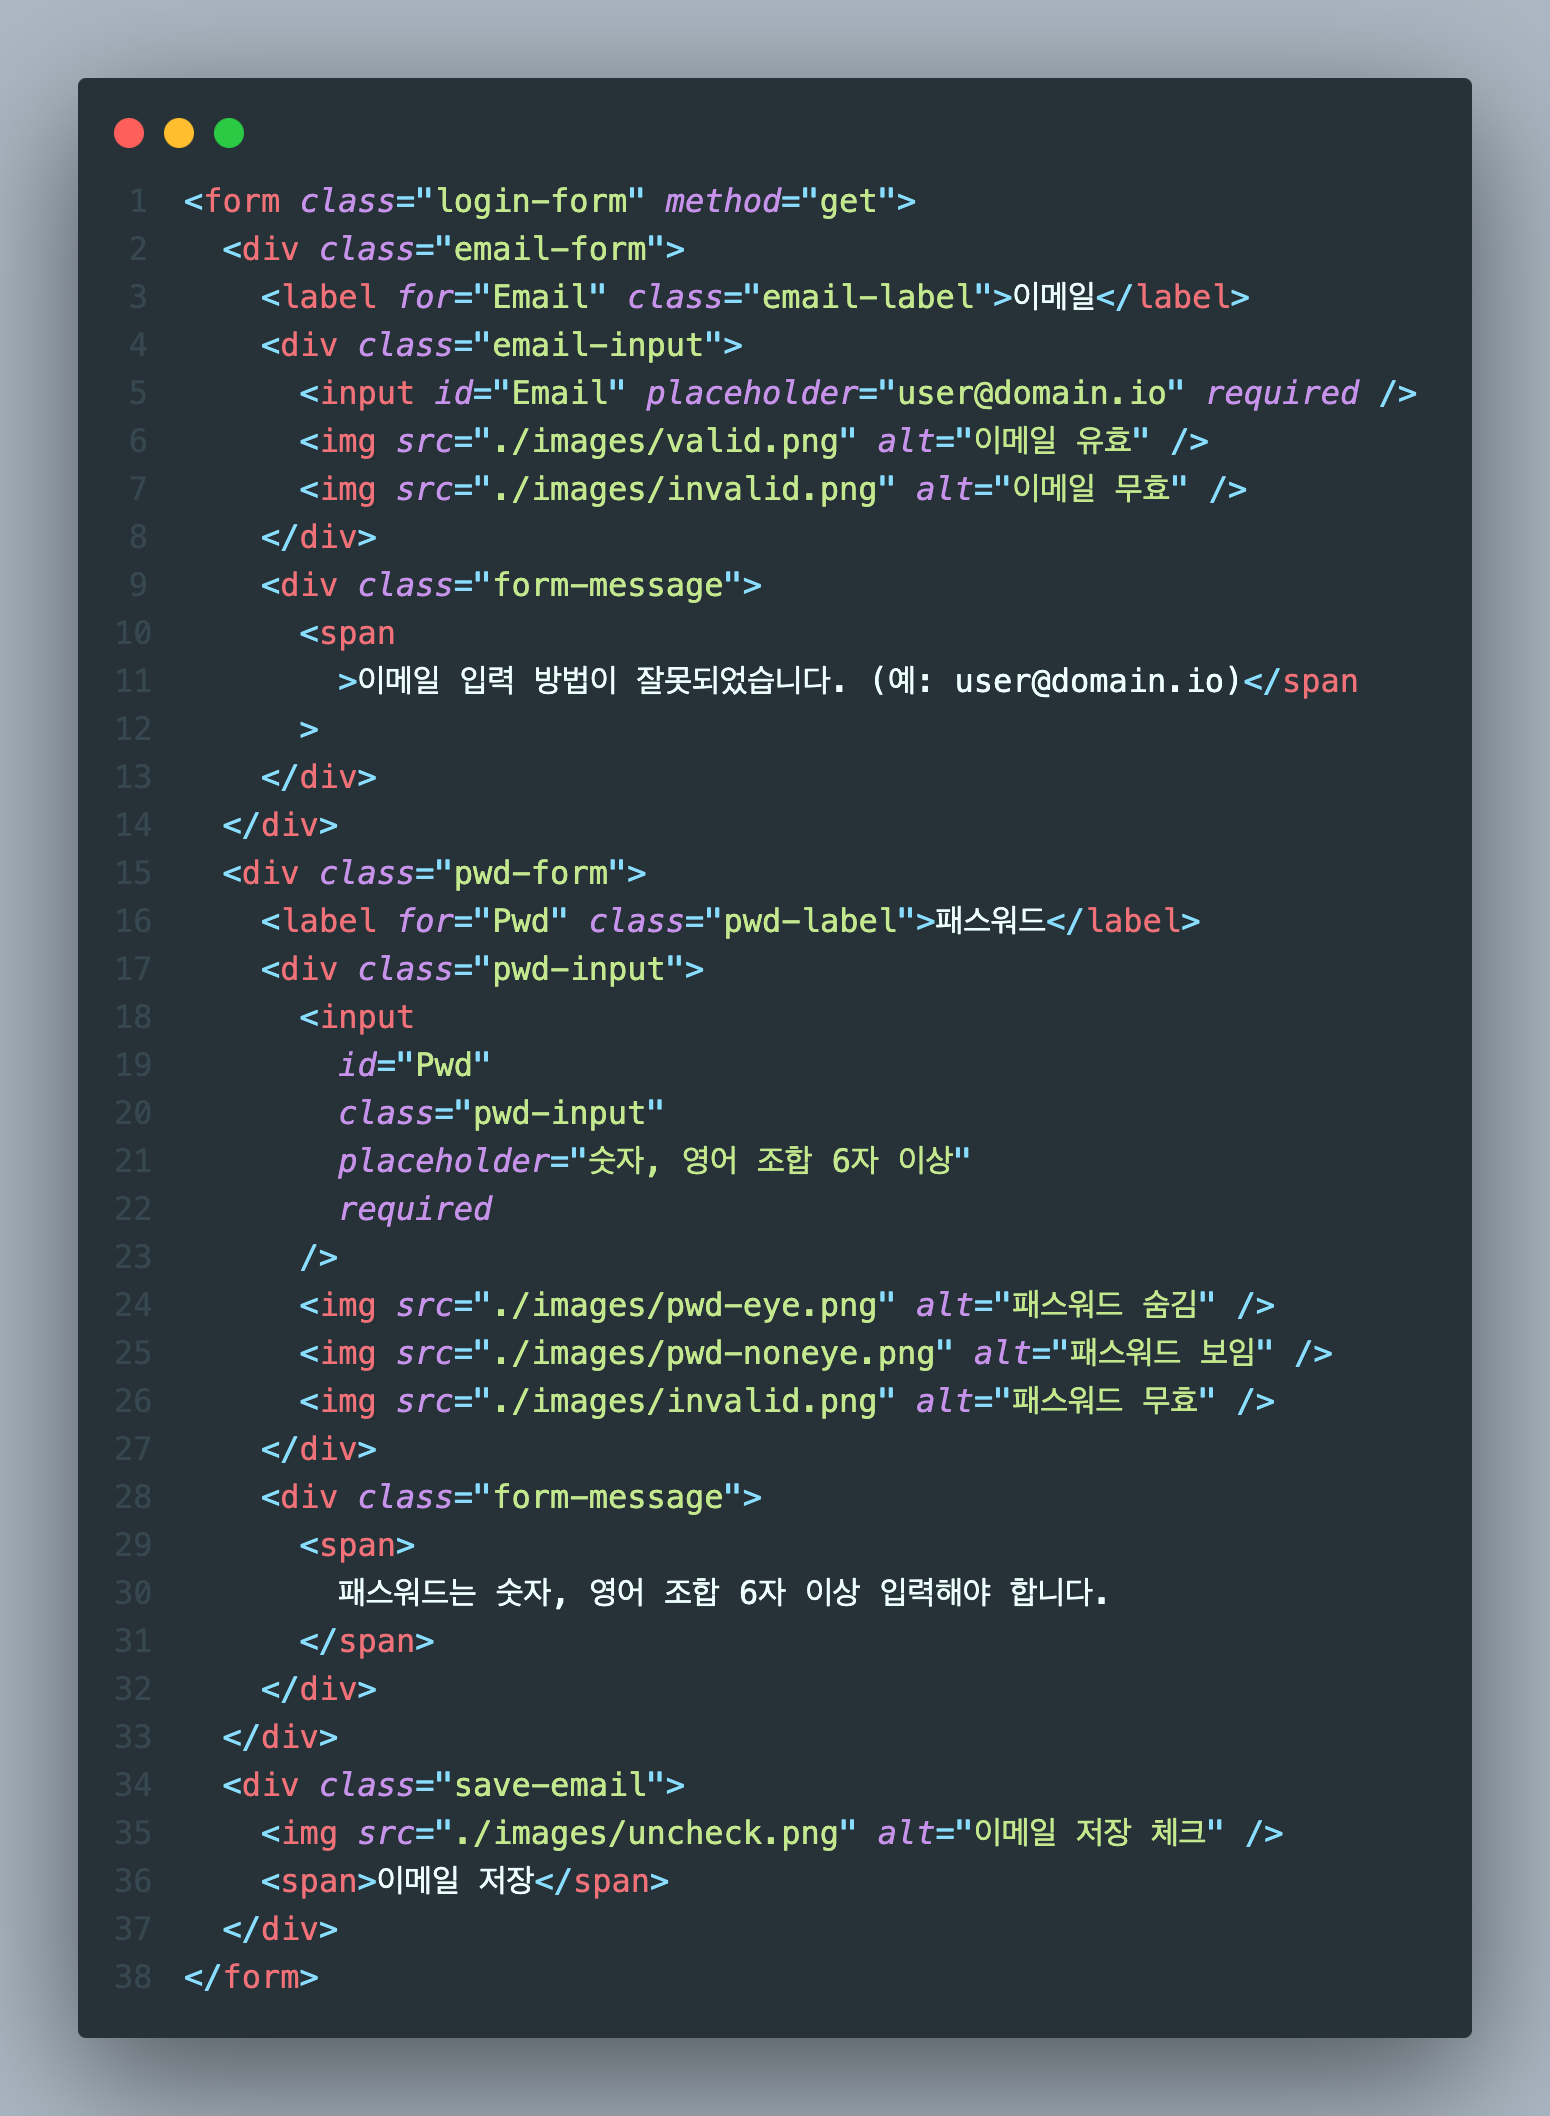 1 <form class="login-form" method="get">
2 <div class="email-form">
3 <label for="Email" class="email-label">이메일</label>
4 <div class="email-input">
5 <input id="Email" placeholder="user@domain.io" required />
6 <img src="./images/valid.png" alt="이메일 유효" />
7 <img src="./images/invalid.png" alt="이메일 무효" />
8 </div>
9 <div class="form-message">
10 <span
11 >이메일 입력 방법이 잘못되었습니다. (예: user@domain.io)</span
12 >
13 </div>
14 </div>
15 <div class="pwd-form">
16 <label for="Pwd" class="pwd-label">패스워드</label>
17 <div class="pwd-input">
18 <input
19 id="Pwd"
20 class="pwd-input"
21 placeholder="숫자, 영어 조합 6자 이상"
22 required
23 />
24 <img src="./images/pwd-eye.png" alt="패스워드 숨김" />
25 <img src="./images/pwd-noneye.png" alt="패스워드 보임" />
26 <img src="./images/invalid.png" alt="패스워드 무효" />
27 </div>
28 <div class="form-message">
29 <span>
30 패스워드는 숫자, 영어 조합 6자 이상 입력해야 합니다.
31 </span>
32 </div>
33 </div>
34 <div class="save-email">
35 <img src="./images/uncheck.png" alt="이메일 저장 체크" />
36 <span>이메일 저장</span>
37 </div>
38 </form>